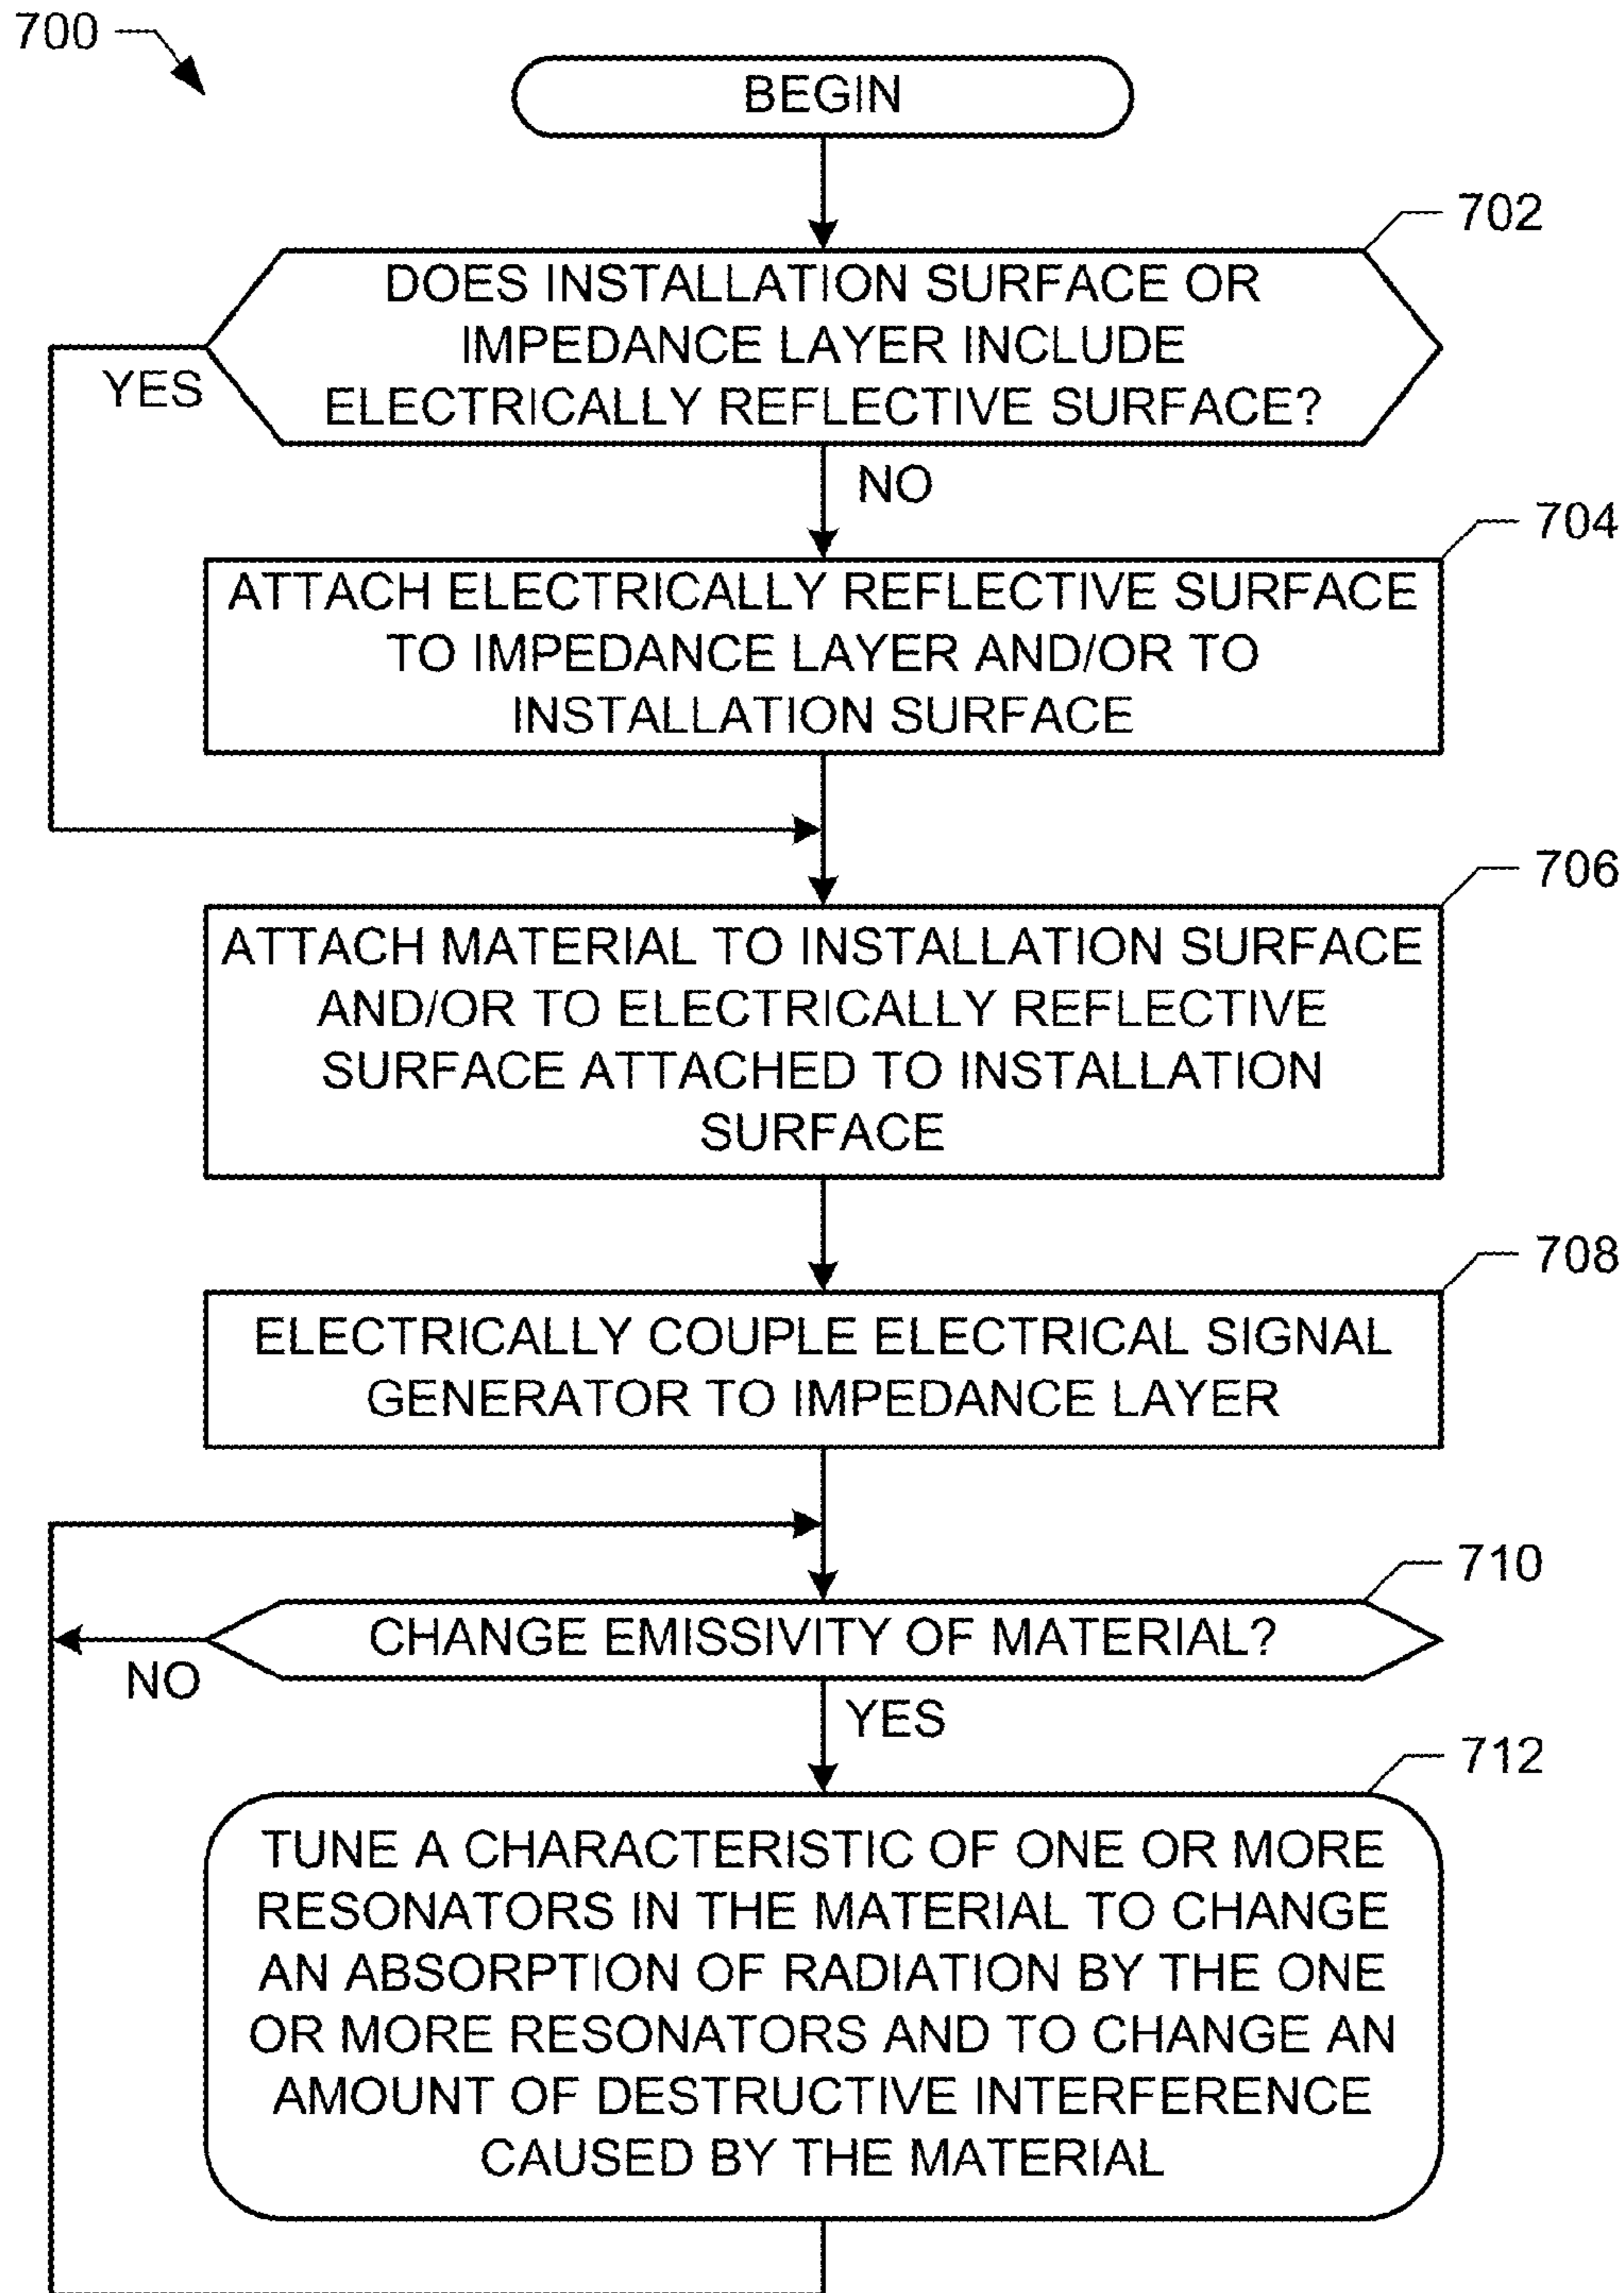 700
BEGIN
702
DOES INSTALLATION SURFACE OR
IMPEDANCE LAYER INCLUDE
ELECTRICALLY REFLECTIVE SURFACE?
YES
NO
704
ATTACH ELECTRICALLY REFLECTIVE SURFACE
TO IMPEDANCE LAYER AND/OR TO
INSTALLATION SURFACE
706
ATTACH MATERIAL TO INSTALLATION SURFACE
AND/OR TO ELECTRICALLY REFLECTIVE
SURFACE ATTACHED TO INSTALLATION
SURFACE
708
ELECTRICALLY COUPLE ELECTRICAL SIGNAL
GENERATOR TO IMPEDANCE LAYER
710
CHANGE EMISSIVITY OF MATERIAL?
NO
YES
712
TUNE A CHARACTERISTIC OF ONE OR MORE
RESONATORS IN THE MATERIAL TO CHANGE
AN ABSORPTION OF RADIATION BY THE ONE
OR MORE RESONATORS AND TO CHANGE AN
AMOUNT OF DESTRUCTIVE INTERFERENCE
CAUSED BY THE MATERIAL